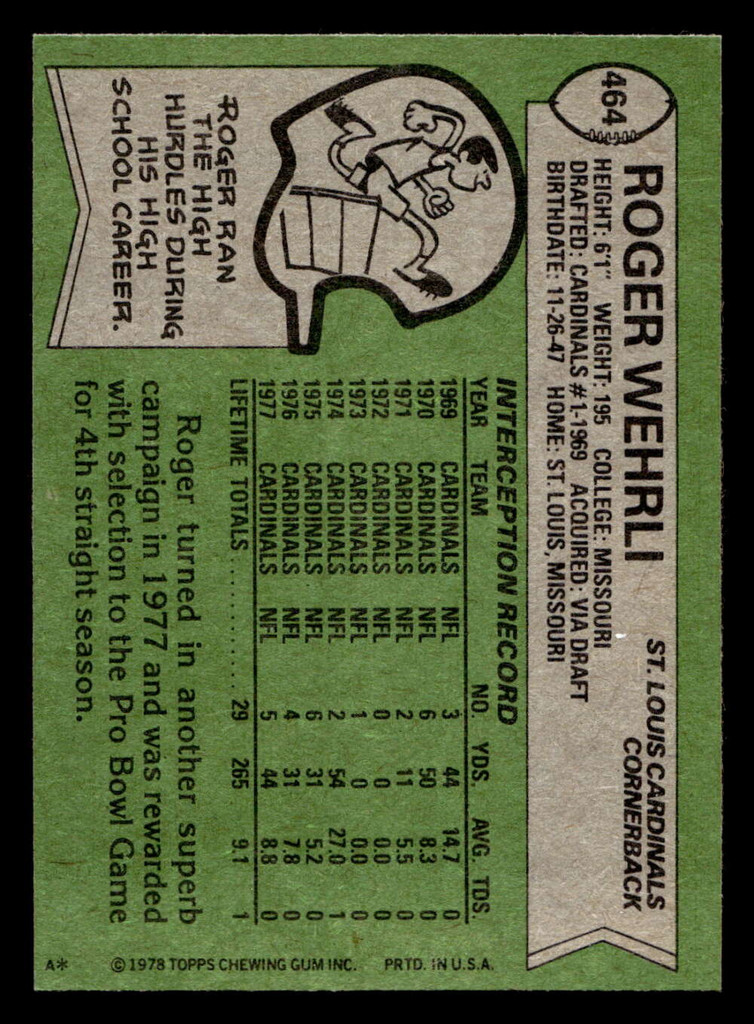 464
ROGER WEHRLI
ST. LOUIS CARDINALS
CORNERBACK
HEIGHT: 6'1" WEIGHT: 195 COLLEGE: MISSOURI
DRAFTED: CARDINALS #1-1969 ACQUIRED: VIA DRAFT
BIRTHDATE: 11-26-47 HOME: ST. LOUIS, MISSOURI
ROGER RAN
THE HIGH
HURDLES DURING
HIS HIGH
SCHOOL CAREER.
INTERCEPTION RECORD
YEAR TEAM NO. YDS. AVG. TDS.
1969 CARDINALS NFL 3 44 14.7 0
1970 CARDINALS NFL 6 50 8.3 0
1971 CARDINALS NFL 2 11 5.5 0
1972 CARDINALS NFL 0 0 0.0 0
1973 CARDINALS NFL 1 0 0.0 0
1974 CARDINALS NFL 2 54 27.0 1
1975 CARDINALS NFL 6 31 5.2 0
1976 CARDINALS NFL 4 31 7.8 0
1977 CARDINALS NFL 5 44 8.8 0
LIFETIME TOTALS .......... 29 265 9.1 1
Roger turned in another superb
campaign in 1977 and was rewarded
with selection to the Pro Bowl Game
for 4th straight season.
A* © 1978 TOPPS CHEWING GUM INC. PRTD. IN U.S.A.